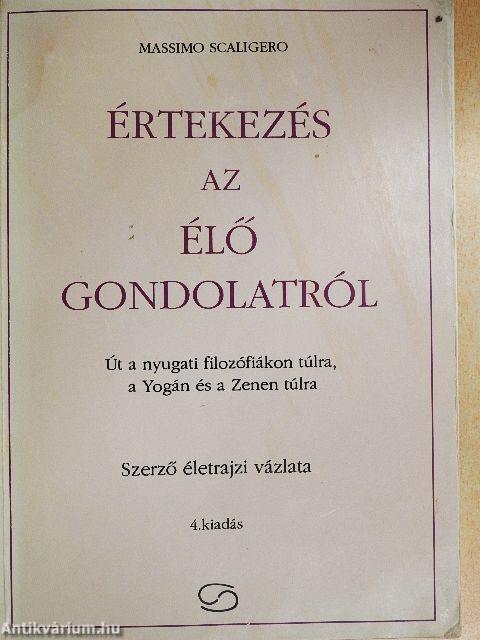 MASSIMO SCALIGERO
ÉRTEKEZÉS
AZ
ÉLŐ
GONDOLATRÓL
Út a nyugati filozófiákon túlra,
a Yogán és a Zenen túlra
Szerző életrajzi vázlata
4.kiadás
Antikvárium.hu